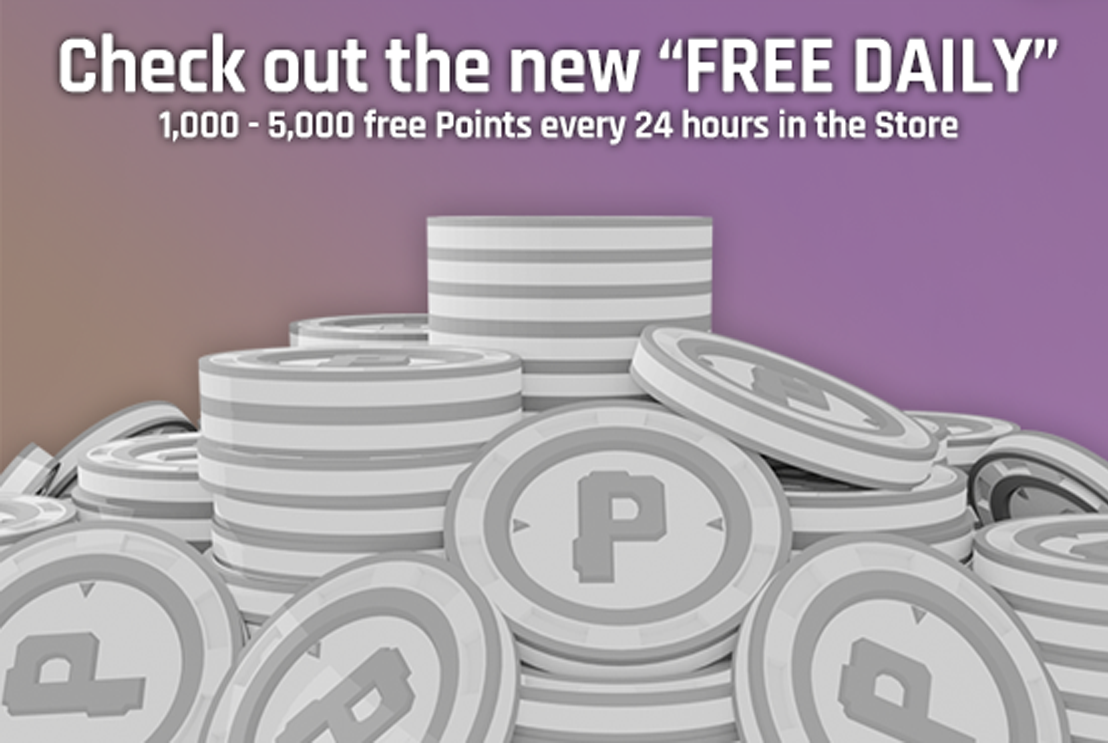 Check out the new “FREE DAILY”
1,000 - 5,000 free Points every 24 hours in the Store
P
P
P
P
P